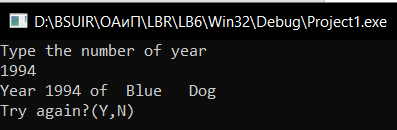 D:\BSUIR\ОАиП\LBR\LB6\Win32\Debug\Project1.exe
Type the number of year
1994
Year 1994 of  Blue   Dog
Try again?(Y,N)